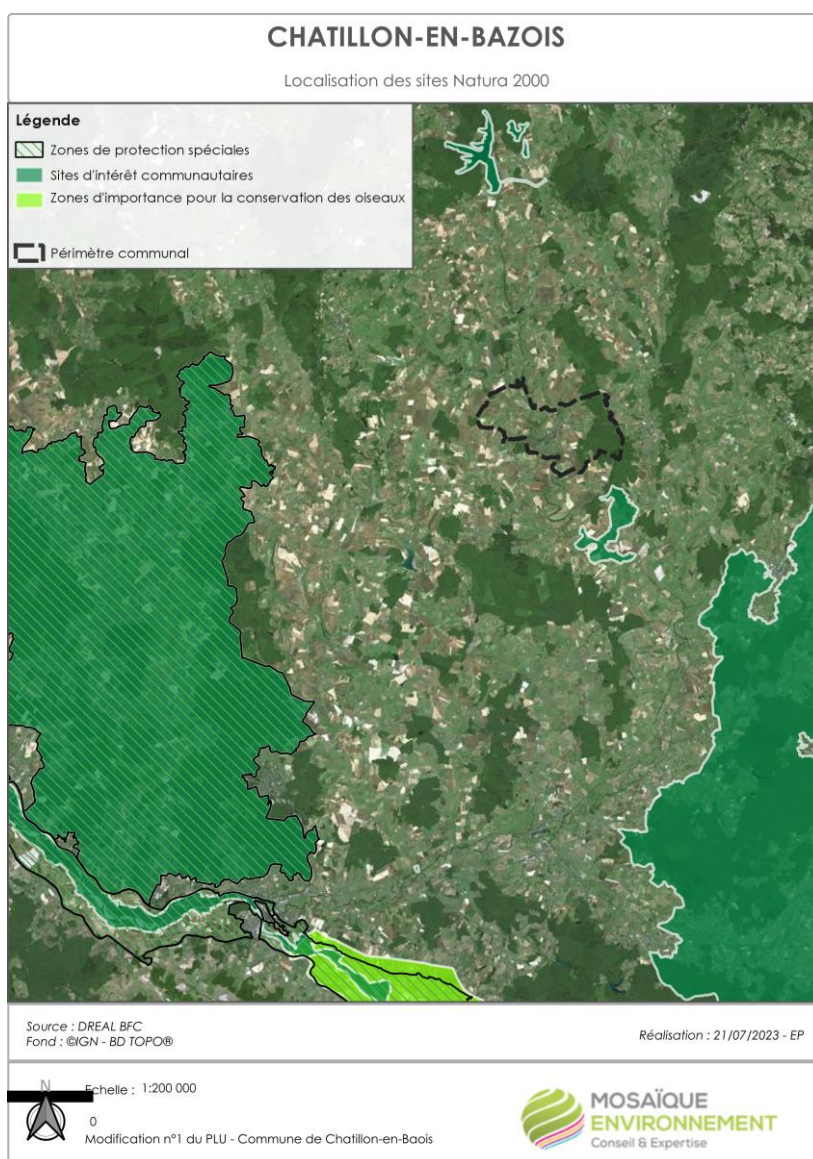 CHATILLON-EN-BAZOIS
Localisation des sites Natura 2000
Légende
Zones de protection spéciales
Sites d'intérêt communautaires
Zones d'importance pour la conservation des oiseaux
Périmètre communal
Source : DREAL BFC
Fond : ©IGN - BD TOPO®
Réalisation : 21/07/2023 - EP
N
Echelle : 1:200 000
0
Modification n°1 du PLU - Commune de Chatillon-en-Baois
MOSAÏQUE
ENVIRONNEMENT
Conseil & Expertise